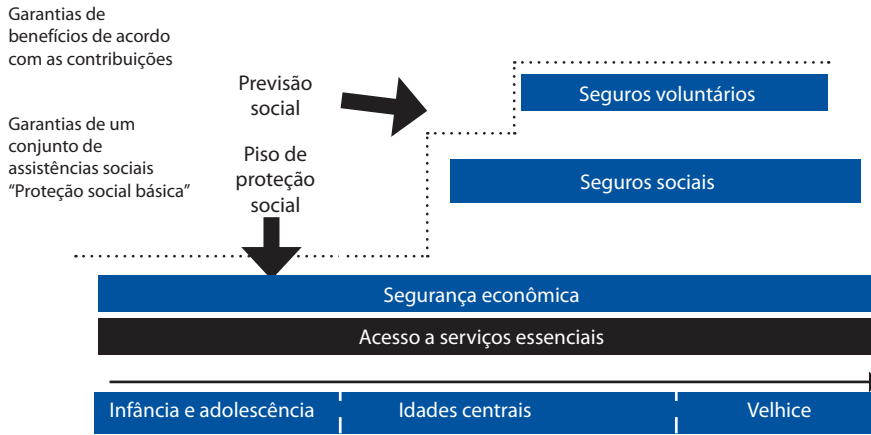 Garantias de
benefícios de acordo
com as contribuições
Previsão
social
Seguros voluntários
Garantias de um
conjunto de
assistências sociais
“Proteção social básica”
Piso de
proteção
social
Seguros sociais
Segurança econômica
Acesso a serviços essenciais
Infância e adolescência
Idades centrais
Velhice